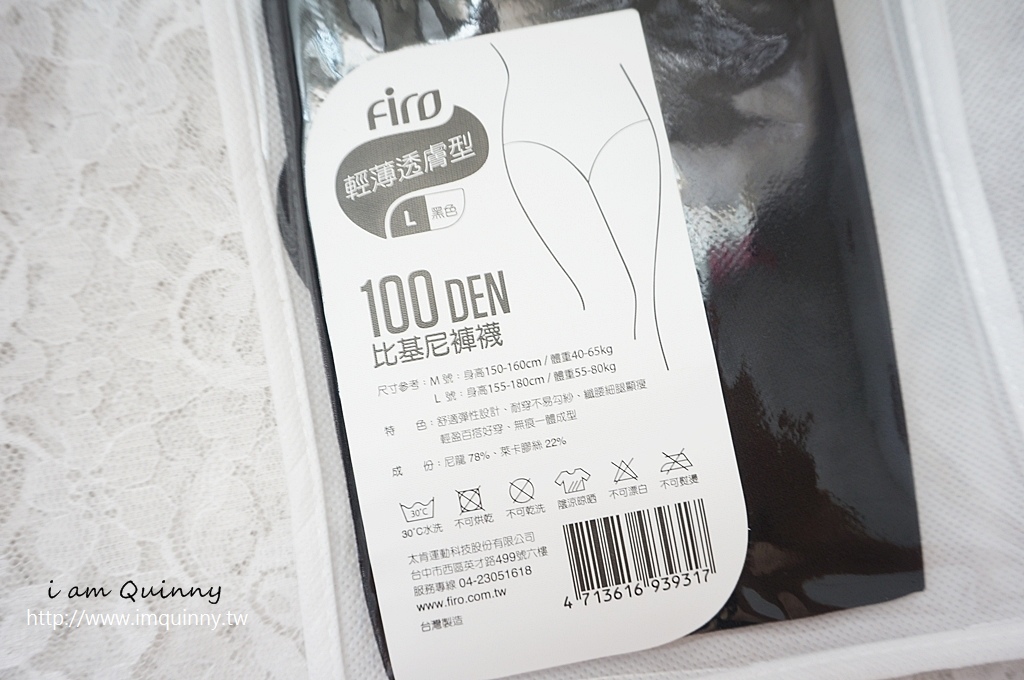 Firo
輕薄透膚型
L 黑色
100 DEN
比基尼褲襪
尺寸參考：M 號：身高150-160cm / 體重40-65kg
L 號：身高155-180cm / 體重55-80kg
特 色：舒適彈性設計、耐穿不易勾紗、纖腰細腿顯瘦
輕盈百搭好穿、無痕一體成型
成 份：尼龍 78%、萊卡膠絲 22%
30°C
30°C水洗 不可烘乾 不可乾洗 陰涼晾晒 不可漂白 不可熨燙
太肯運動科技股份有限公司
台中市西區英才路499號六樓
服務專線 04-23051618
www.firo.com.tw
台灣製造
4 713616 939317
i am Quinny
http://www.imquinny.tw